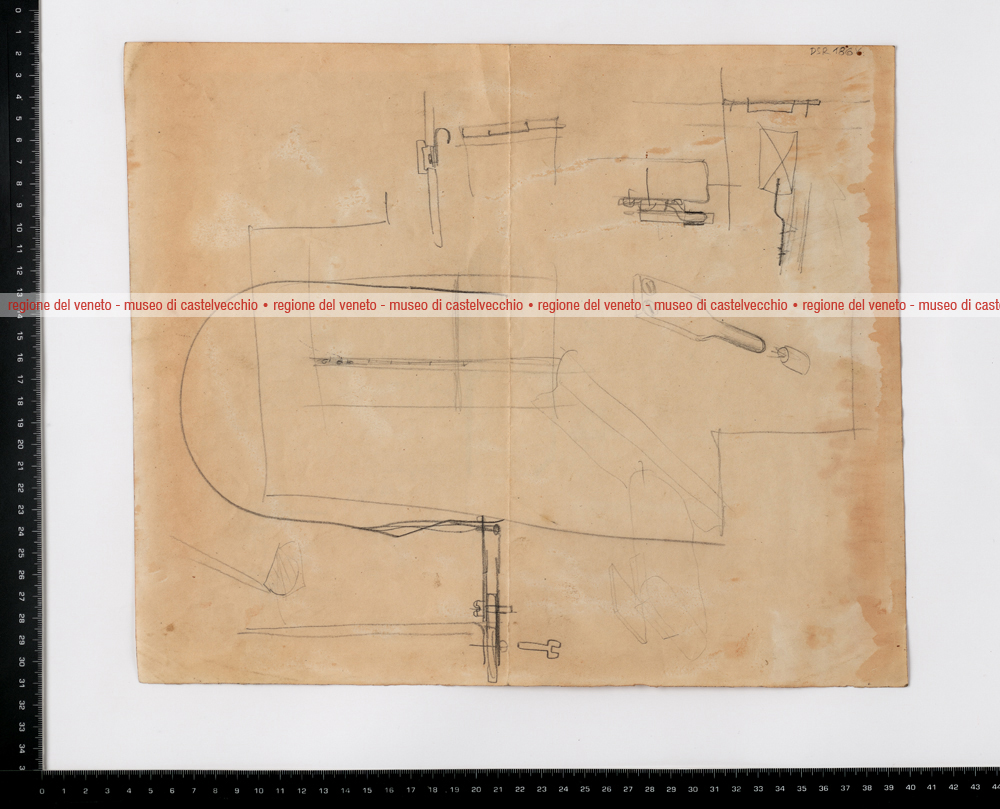 regione del veneto - museo di castelvecchio • regione del veneto - museo di castelvecchio • regione del veneto - museo di castelvecchio • regione del veneto - museo di cast
0 1 2 3 4 5 6 7 8 9 10 11 12 13 14 15 16 17 18 19 20 21 22 23 24 25 26 27 28 29 30 31 32 33 34 3
0 1 2 3 4 5 6 7 8 9 10 11 12 13 14 15 16 17 18 19 20 21 22 23 24 25 26 27 28 29 30 31 32 33 34 35 36 37 38 39 40 41 42 43 44